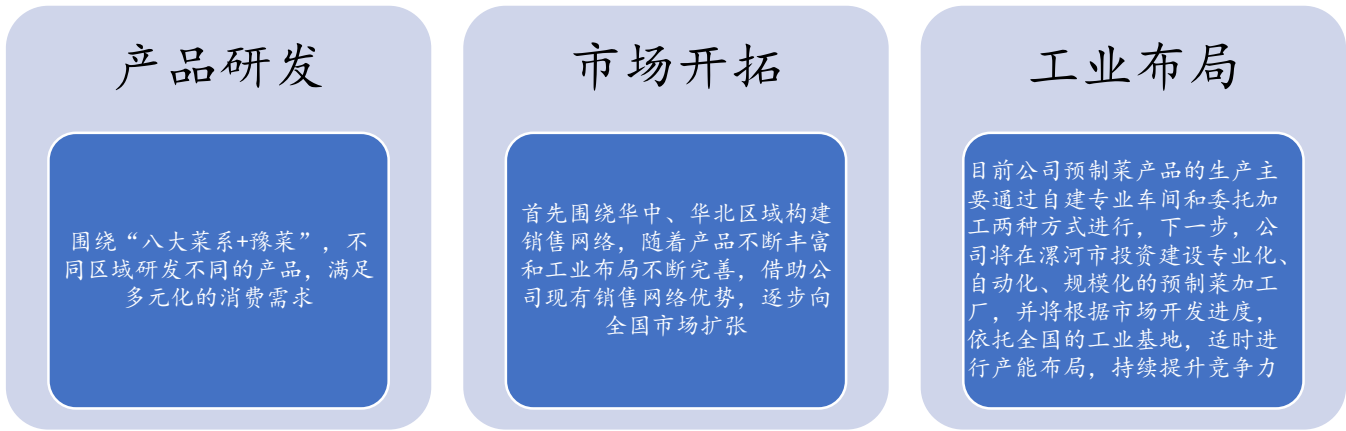 产品研发
围绕“八大菜系+豫菜”，不
同区域研发不同的产品，满足
多元化的消费需求
市场开拓
首先围绕华中、华北区域构建
销售网络，随着产品不断丰富
和工业布局不断完善，借助公
司现有销售网络优势，逐步向
全国市场扩张
工业布局
目前公司预制菜产品的生产主
要通过自建专业车间和委托加
工两种方式进行，下一步，公
司将在漯河市投资建设专业化、
自动化、规模化的预制菜加工
厂，并将根据市场开发进度，
依托全国的工业基地，适时进
行产能布局，持续提升竞争力